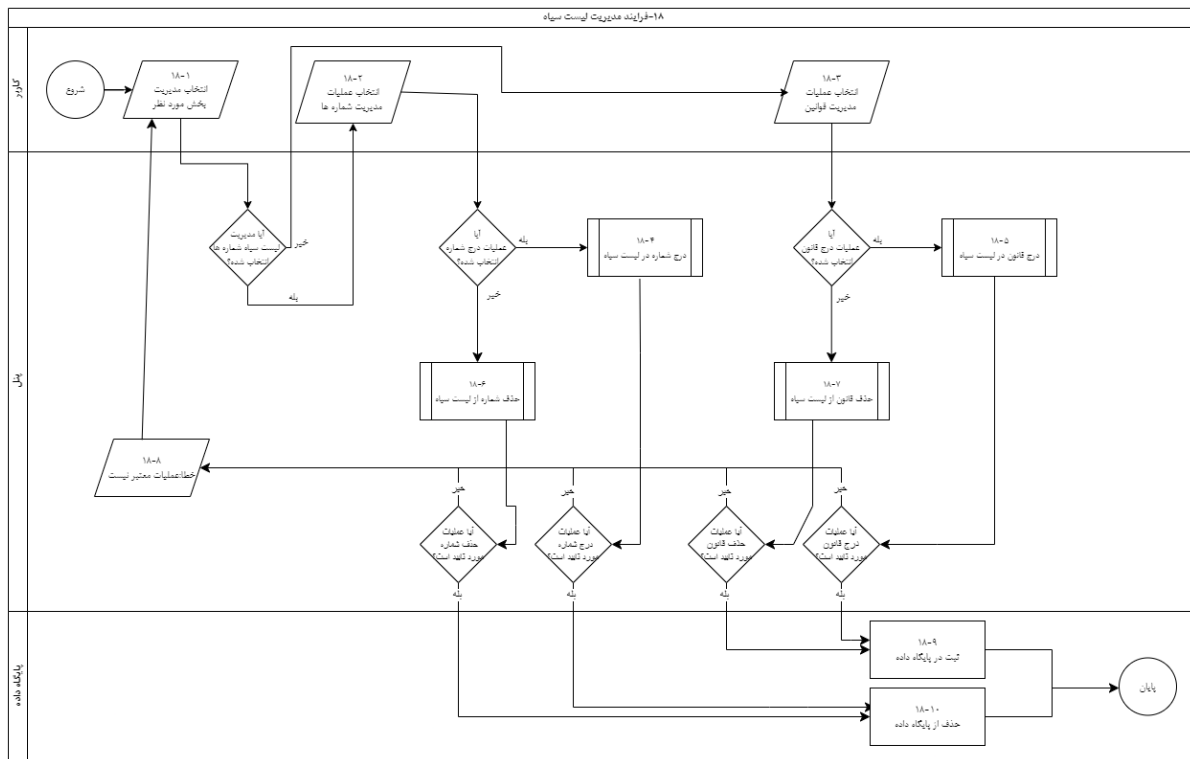 ۱۸-فرایند مدیریت لیست سیاه
کاربر
شروع
۱۸-۱
انتخاب مدیریت
بخش مورد نظر
۱۸-۲
انتخاب عملیات
مدیریت شماره ها
۱۸-۳
انتخاب عملیات
مدیریت قوانین
پنل
آیا مدیریت
لیست سیاه شماره ها
انتخاب شده؟
خیر
بله
آیا
عملیات درج شماره
انتخاب شده؟
بله
خیر
۱۸-۴
درج شماره در لیست سیاه
آیا
عملیات درج قانون
انتخاب شده؟
بله
خیر
۱۸-۵
درج قانون در لیست سیاه
۱۸-۶
حذف شماره از لیست سیاه
۱۸-۷
حذف قانون از لیست سیاه
۱۸-۸
خطا:عملیات معتبر نیست
خیر
خیر
خیر
خیر
آیا عملیات
حذف شماره
مورد تایید است؟
آیا عملیات
درج شماره
مورد تایید است؟
آیا عملیات
حذف قانون
مورد تایید است؟
آیا عملیات
درج قانون
مورد تایید است؟
بله
بله
بله
بله
پایگاه داده
۱۸-۹
ثبت در پایگاه داده
۱۸-۱۰
حذف از پایگاه داده
پایان